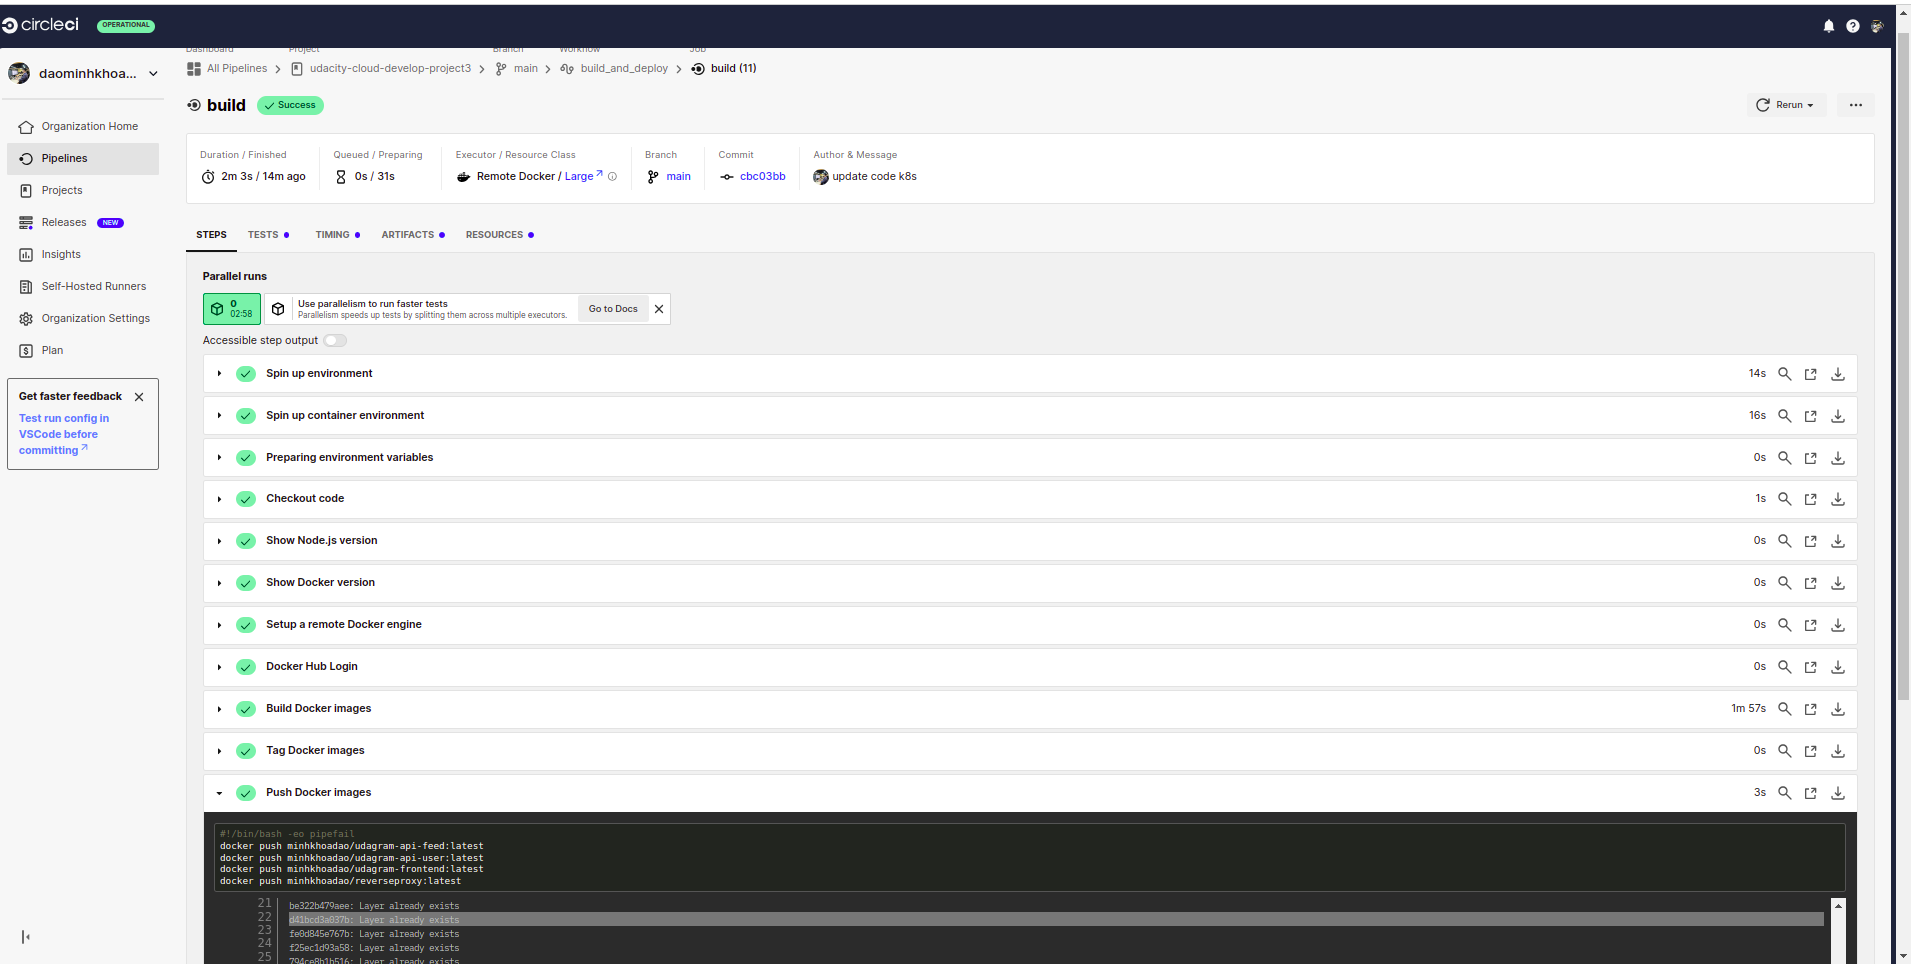 circleci OPERATIONAL
daominhkhoa...
Organization Home
Pipelines
Projects
Releases NEW
Insights
Self-Hosted Runners
Organization Settings
Plan
Get faster feedback
Test run config in
VSCode before
committing
Dashboard Project Branch Workflow Job
All Pipelines udacity-cloud-develop-project3 main build_and_deploy build (11)
build Success Rerun
Duration / Finished Queued / Preparing Executor / Resource Class Branch Commit Author & Message
2m 3s / 14m ago 0s / 31s Remote Docker / Large main cbc03bb update code k8s
STEPS TESTS TIMING ARTIFACTS RESOURCES
Parallel runs
0
02:58
Use parallelism to run faster tests
Parallelism speeds up tests by splitting them across multiple executors.
Go to Docs
Accessible step output
Spin up environment 14s
Spin up container environment 16s
Preparing environment variables 0s
Checkout code 1s
Show Node.js version 0s
Show Docker version 0s
Setup a remote Docker engine 0s
Docker Hub Login 0s
Build Docker images 1m 57s
Tag Docker images 0s
Push Docker images 3s
#!/bin/bash -eo pipefail
docker push minhkhoadao/udagram-api-feed:latest
docker push minhkhoadao/udagram-api-user:latest
docker push minhkhoadao/udagram-frontend:latest
docker push minhkhoadao/reverseproxy:latest
21 be322b479aee: Layer already exists
22 d41bcd3a037b: Layer already exists
23 fe0d845e767b: Layer already exists
24 f25ec1d93a58: Layer already exists
25 794ce8b1b516: Layer already exists